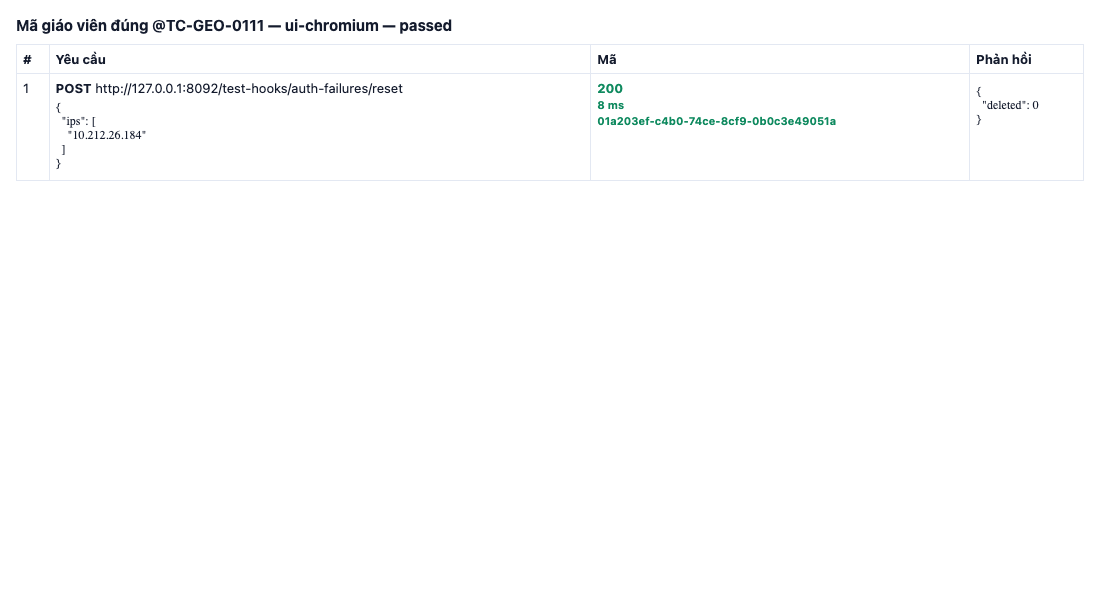 Mã giáo viên đúng @TC-GEO-0111 — ui-chromium — passed
# Yêu cầu Mã Phản hồi
1 POST http://127.0.0.1:8092/test-hooks/auth-failures/reset
{
"ips": [
"10.212.26.184"
]
}
200
8 ms
01a203ef-c4b0-74ce-8cf9-0b0c3e49051a
{
"deleted": 0
}